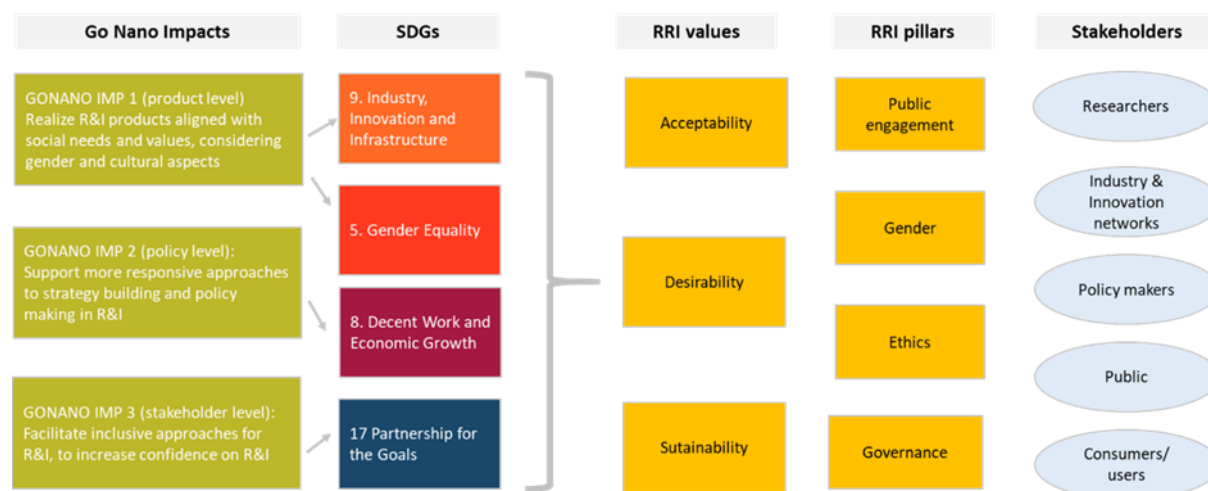 Go Nano Impacts
SDGs
RRI values
RRI pillars
Stakeholders
GONANO IMP 1 (product level)
Realize R&I products aligned with
social needs and values, considering
gender and cultural aspects
GONANO IMP 2 (policy level):
Support more responsive approaches
to strategy building and policy
making in R&I
GONANO IMP 3 (stakeholder level):
Facilitate inclusive approaches for
R&I, to increase confidence on R&I
9. Industry,
Innovation and
Infrastructure
5. Gender Equality
8. Decent Work and
Economic Growth
17 Partnership for
the Goals
Acceptability
Desirability
Sutainability
Public
engagement
Gender
Ethics
Governance
Researchers
Industry &
Innovation
networks
Policy makers
Public
Consumers/
users